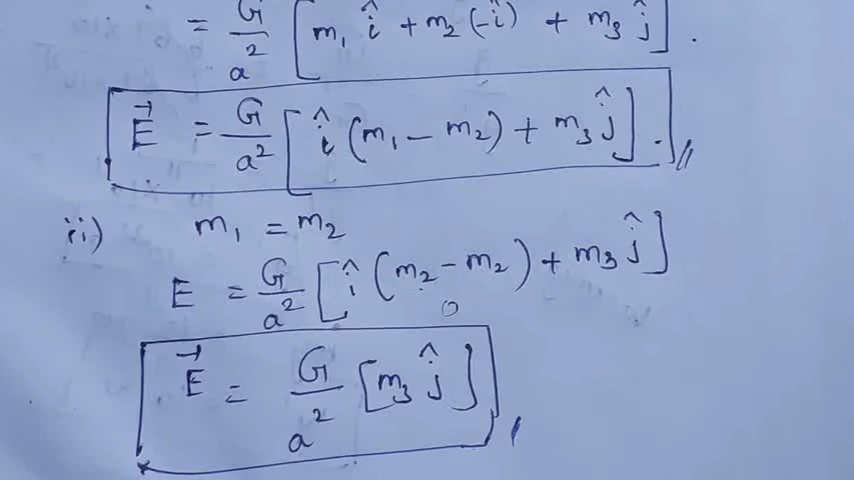 = G/a² [m₁ î + m₂ (-î) + m₃ ĵ].
E⃗ = G/a² [î (m₁ - m₂) + m₃ ĵ].
ii) m₁ = m₂
E = G/a² [î (m₂ - m₂) + m₃ ĵ]
0
E⃗ = G/a² [m₃ ĵ]